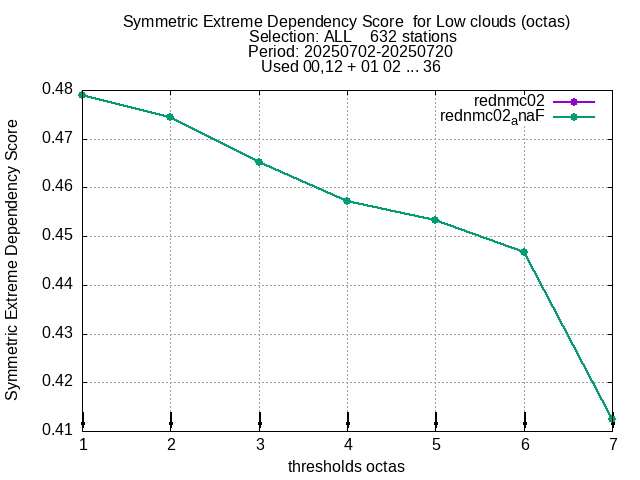 Symmetric Extreme Dependency Score  for Low clouds (octas)
Selection: ALL    632 stations
Period: 20250702-20250720
Used 00,12 + 01 02 ... 36
rednmc02
rednmc02anaF
Symmetric Extreme Dependency Score
0.48
0.47
0.46
0.45
0.44
0.43
0.42
0.41
1 2 3 4 5 6 7
thresholds octas